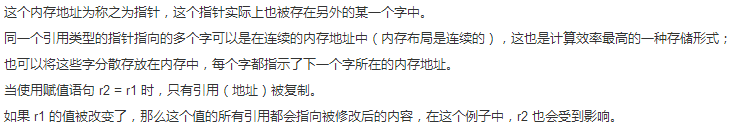 这个内存地址为称之为指针，这个指针实际上也被存在另外的某一个字中。
同一个引用类型的指针指向的多个字可以是在连续的内存地址中（内存布局是连续的），这也是计算效率最高的一种存储形式；
也可以将这些字分散存放在内存中，每个字都指示了下一个字所在的内存地址。
当使用赋值语句 r2 = r1 时，只有引用（地址）被复制。
如果 r1 的值被改变了，那么这个值的所有引用都会指向被修改后的内容，在这个例子中，r2 也会受到影响。